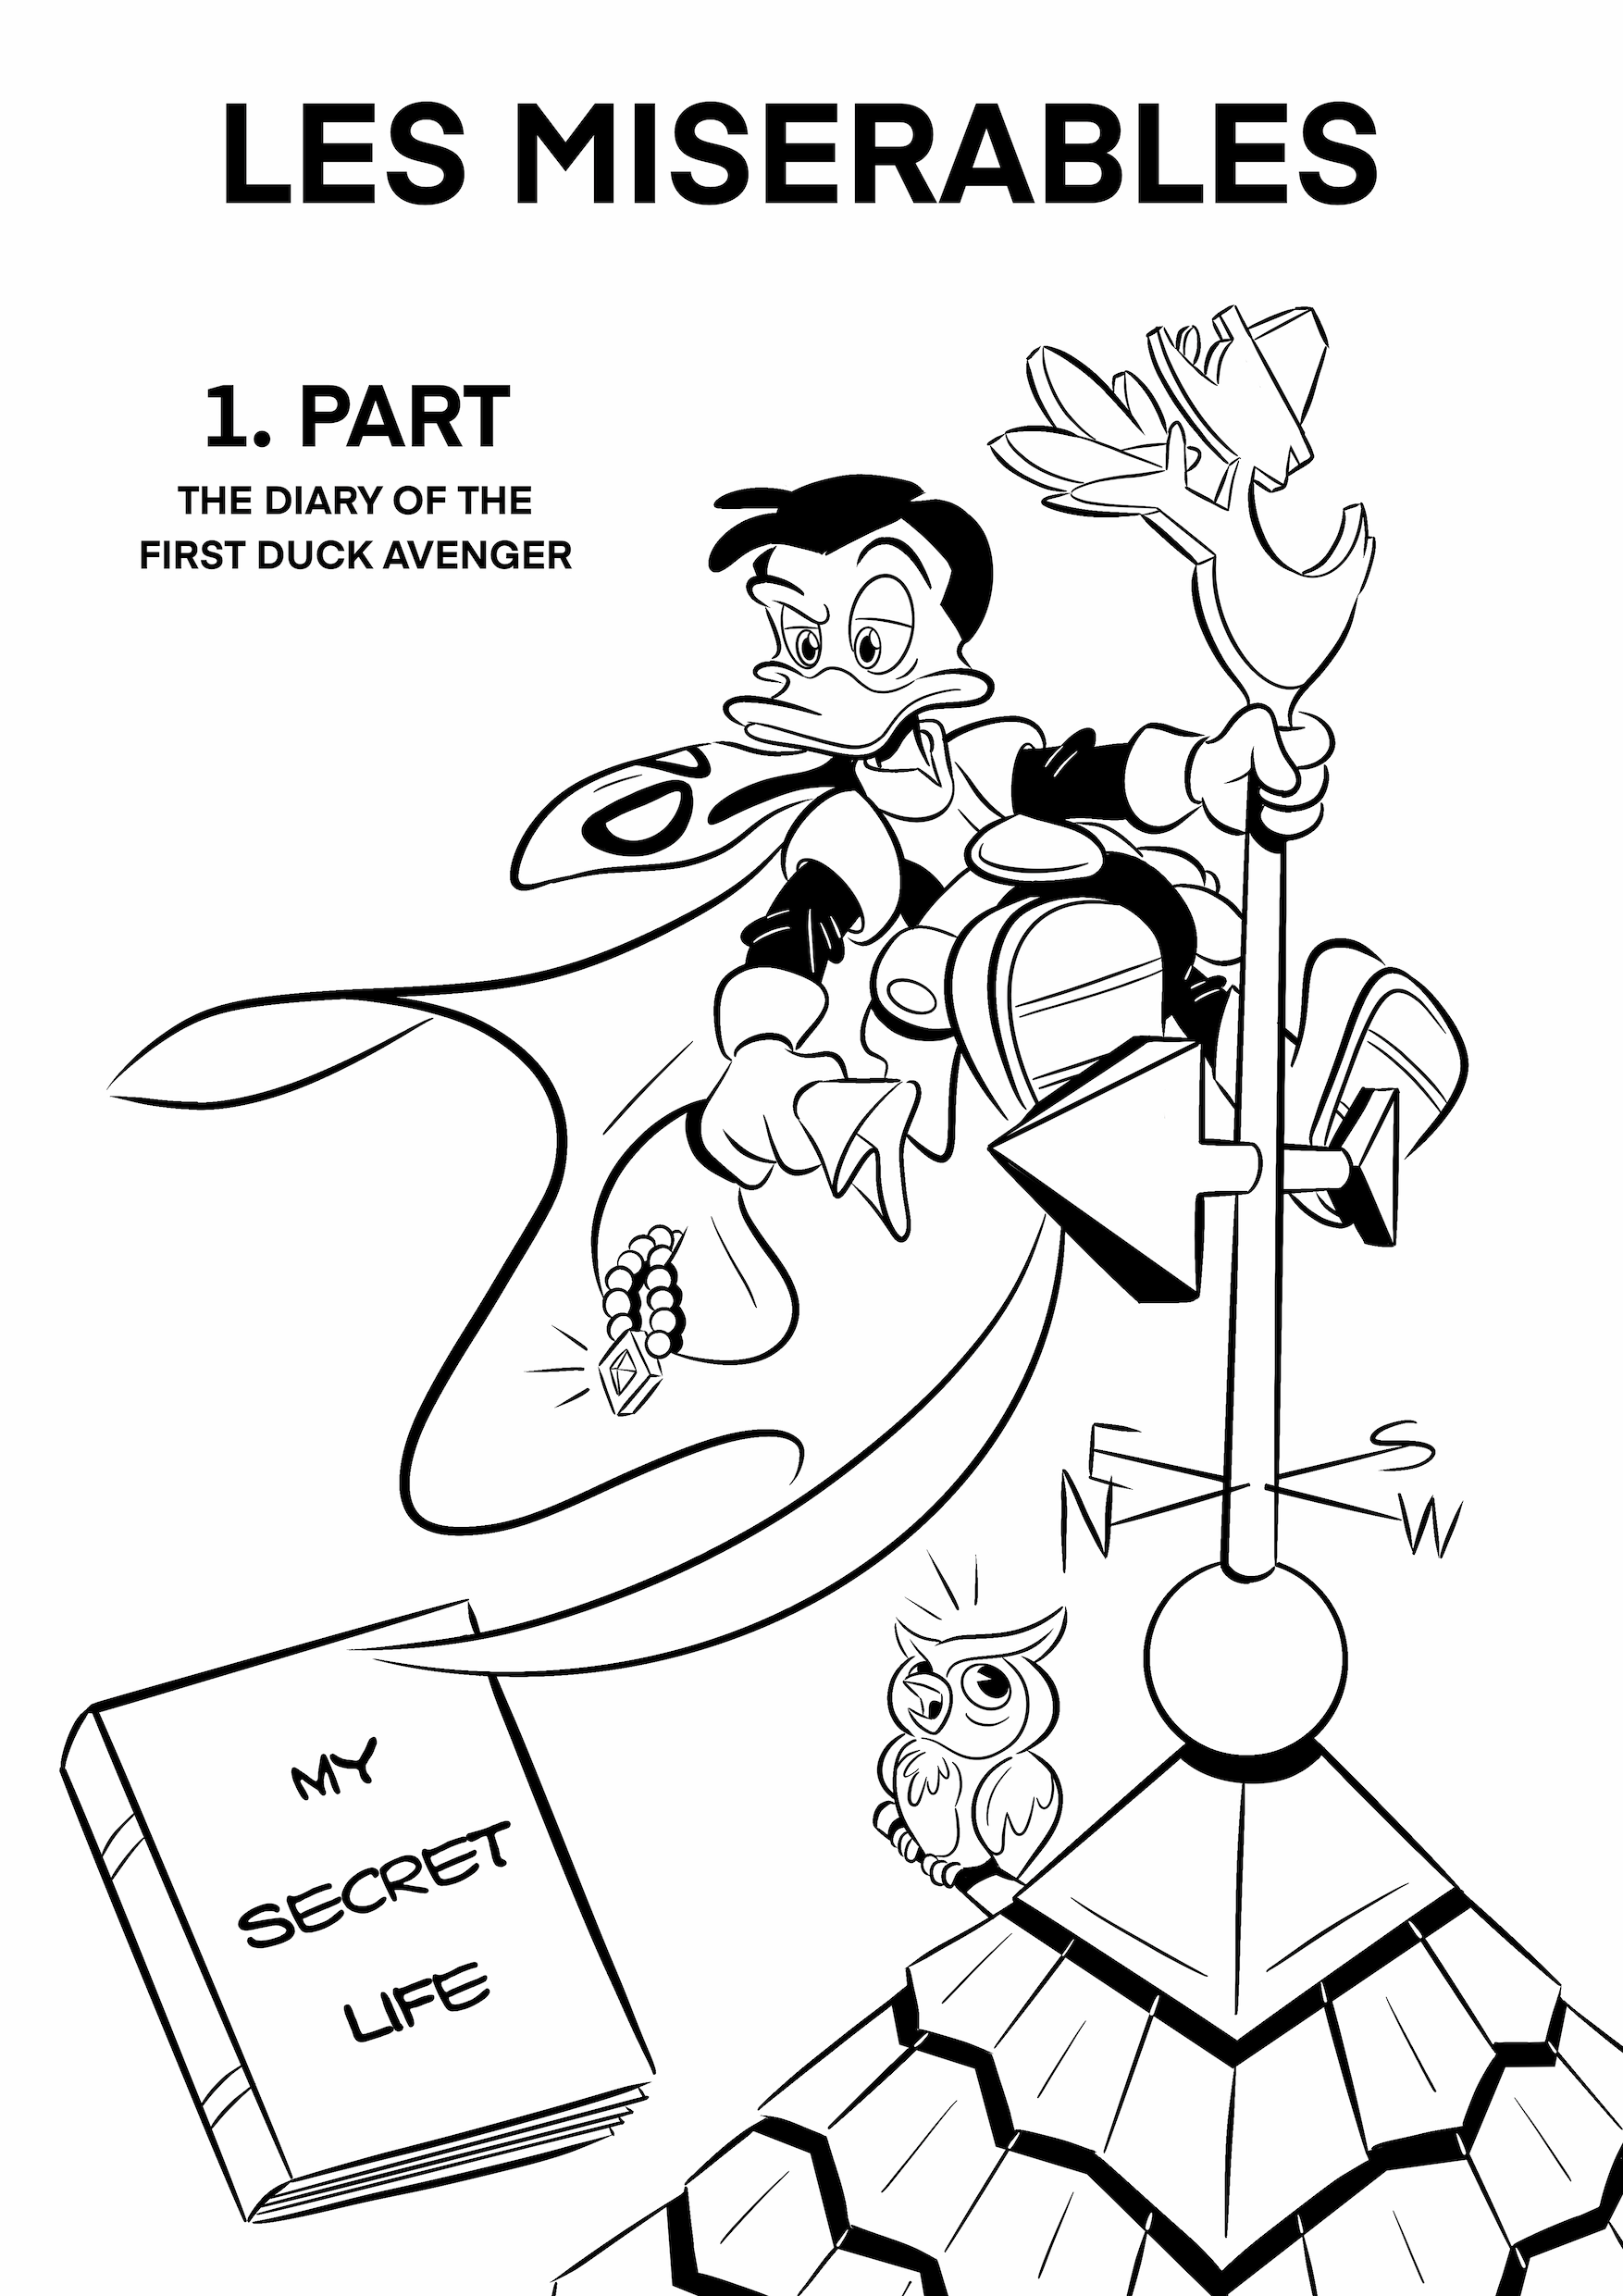 LES MISERABLES
1. PART
THE DIARY OF THE
FIRST DUCK AVENGER
E S
N W
MY
SECRET
LIFE